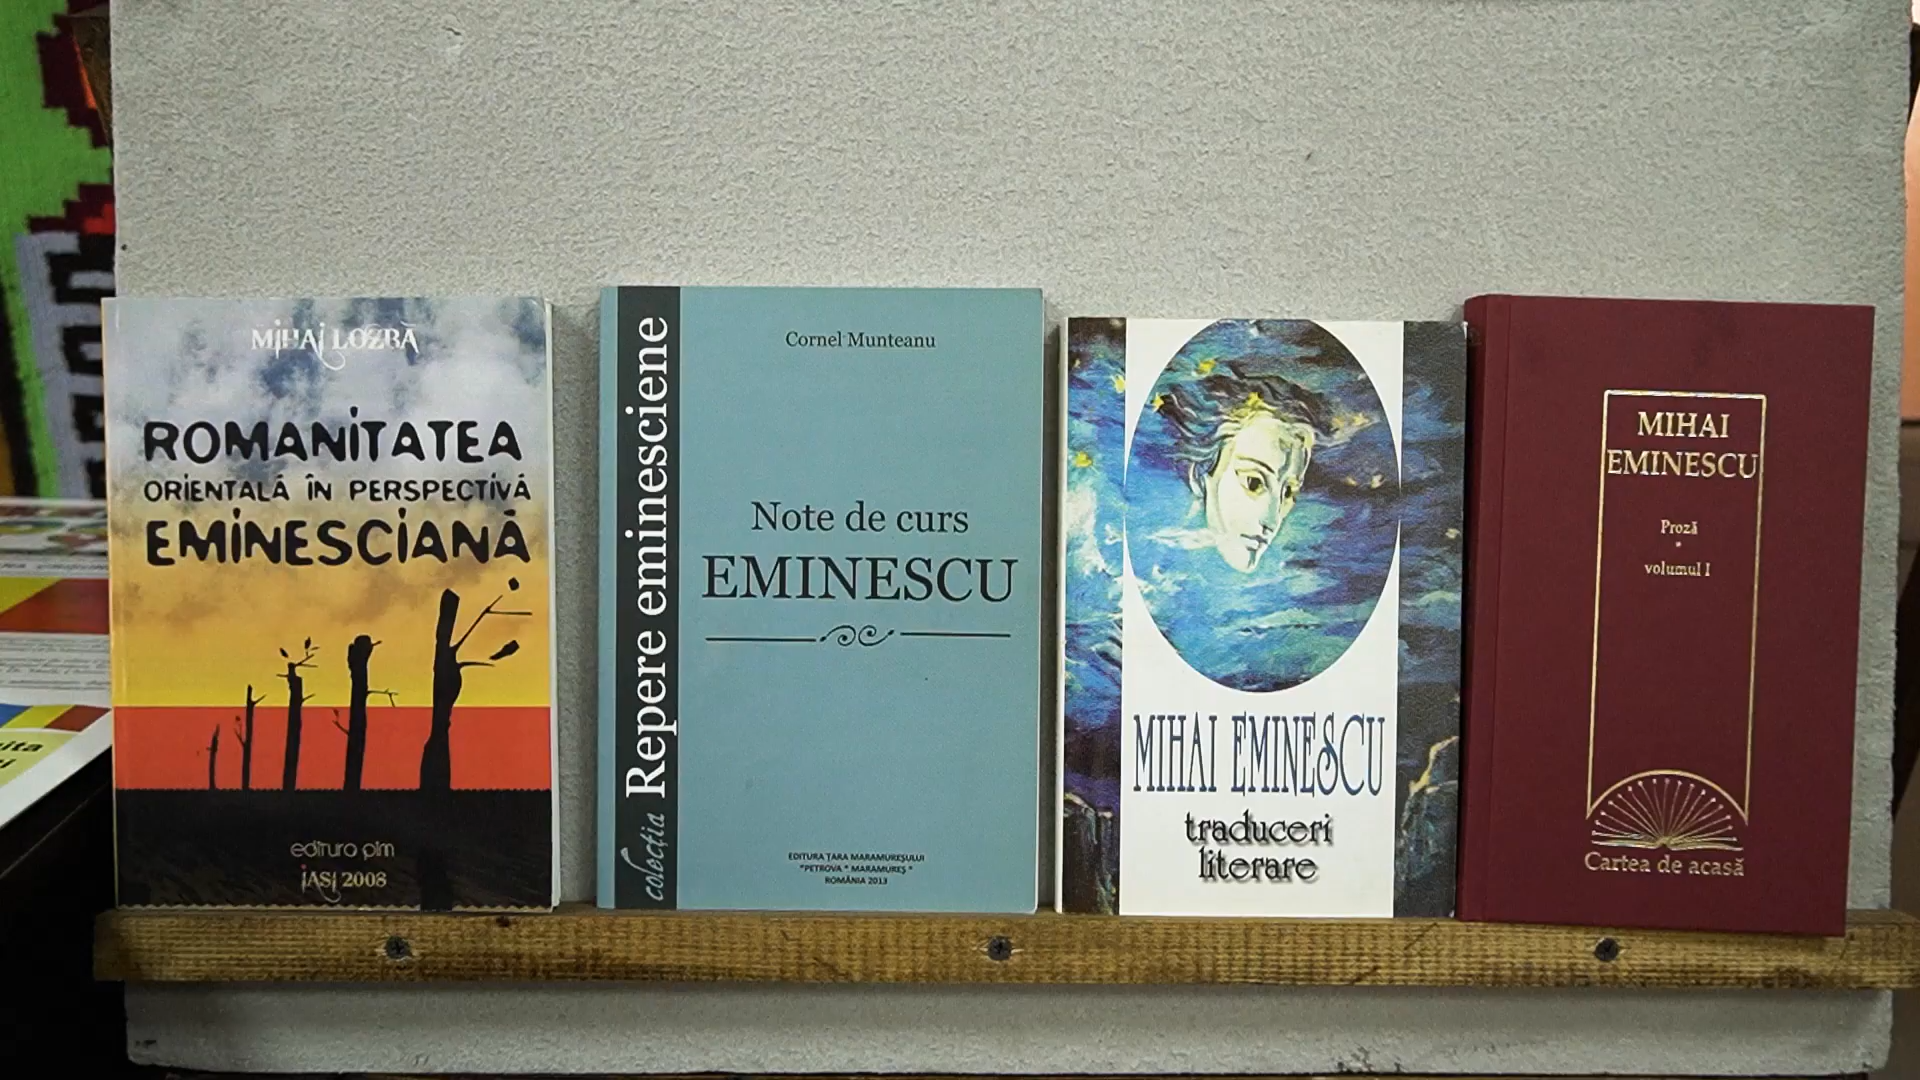 MIHAI LOZBĂ
ROMANITATEA
ORIENTALĂ ÎN PERSPECTIVĂ
EMINESCIANĂ
editura pim
IAȘI 2008
colecția Repere eminesciene
Cornel Munteanu
Note de curs
EMINESCU
EDITURA ȚARA MARAMUREȘULUI
"PETROVA * MARAMUREȘ "
ROMÂNIA 2013
MIHAI EMINESCU
traduceri
literare
MIHAI
EMINESCU
Proză
*
volumul I
Cartea de acasă